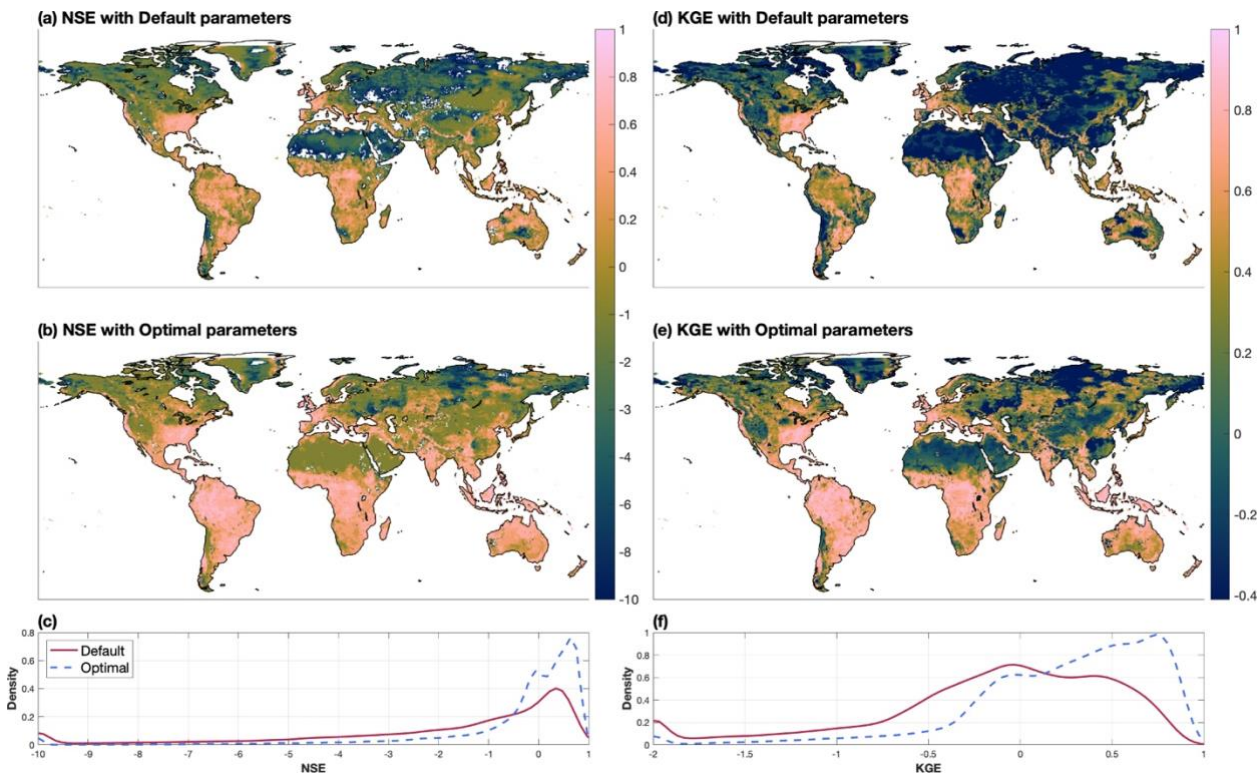 (a) NSE with Default parameters
(d) KGE with Default parameters
1
0.8
0.6
0.4
0.2
0
-1
-2
-3
-4
-6
-8
-10
1
0.8
0.6
0.4
0.2
0
-0.2
-0.4
(b) NSE with Optimal parameters
(e) KGE with Optimal parameters
(c)
Density
0.8
0.6
0.4
0.2
0
Default
Optimal
-10 -9 -8 -7 -6 -5 -4 -3 -2 -1 0 1
NSE
(f)
Density
1
0.8
0.6
0.4
0.2
0
-2 -1.5 -1 -0.5 0 0.5 1
KGE